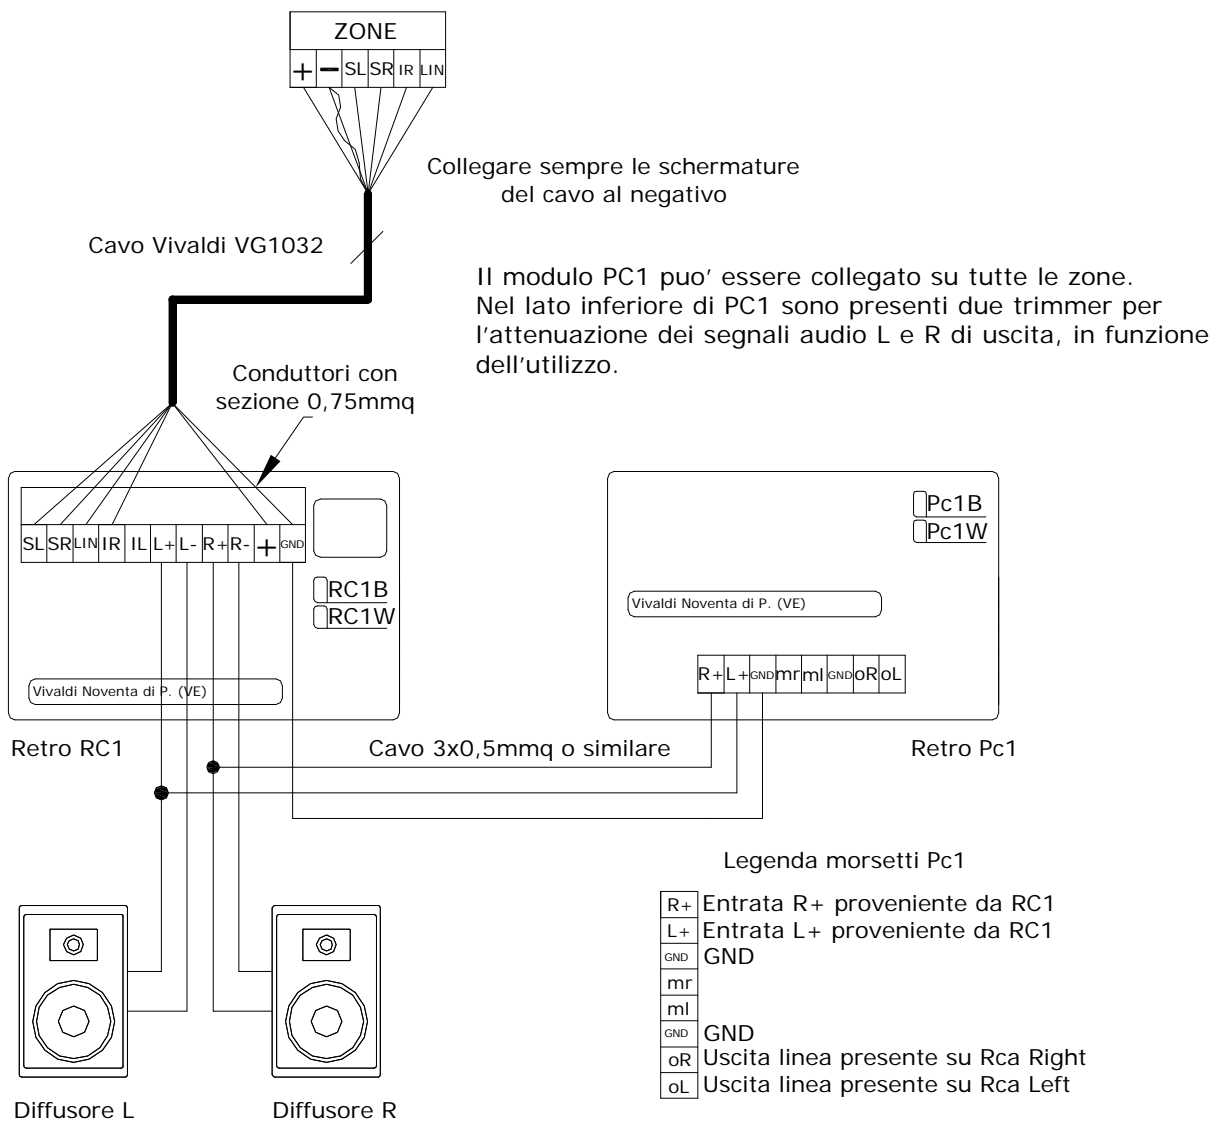 ZONE
+ − SL SR IR LIN
Collegare sempre le schermature
del cavo al negativo
Cavo Vivaldi VG1032
Il modulo PC1 puo' essere collegato su tutte le zone.
Nel lato inferiore di PC1 sono presenti due trimmer per
l'attenuazione dei segnali audio L e R di uscita, in funzione
dell'utilizzo.
Conduttori con
sezione 0,75mmq
SL SR LIN IR IL L+ L- R+ R- + GND
RC1B
RC1W
Vivaldi Noventa di P. (VE)
Retro RC1
Pc1B
Pc1W
Vivaldi Noventa di P. (VE)
R+ L+ GND mr ml GND oR oL
Retro Pc1
Cavo 3x0,5mmq o similare
Legenda morsetti Pc1
R+ Entrata R+ proveniente da RC1
L+ Entrata L+ proveniente da RC1
GND GND
mr
ml
GND GND
oR Uscita linea presente su Rca Right
oL Uscita linea presente su Rca Left
Diffusore L
Diffusore R